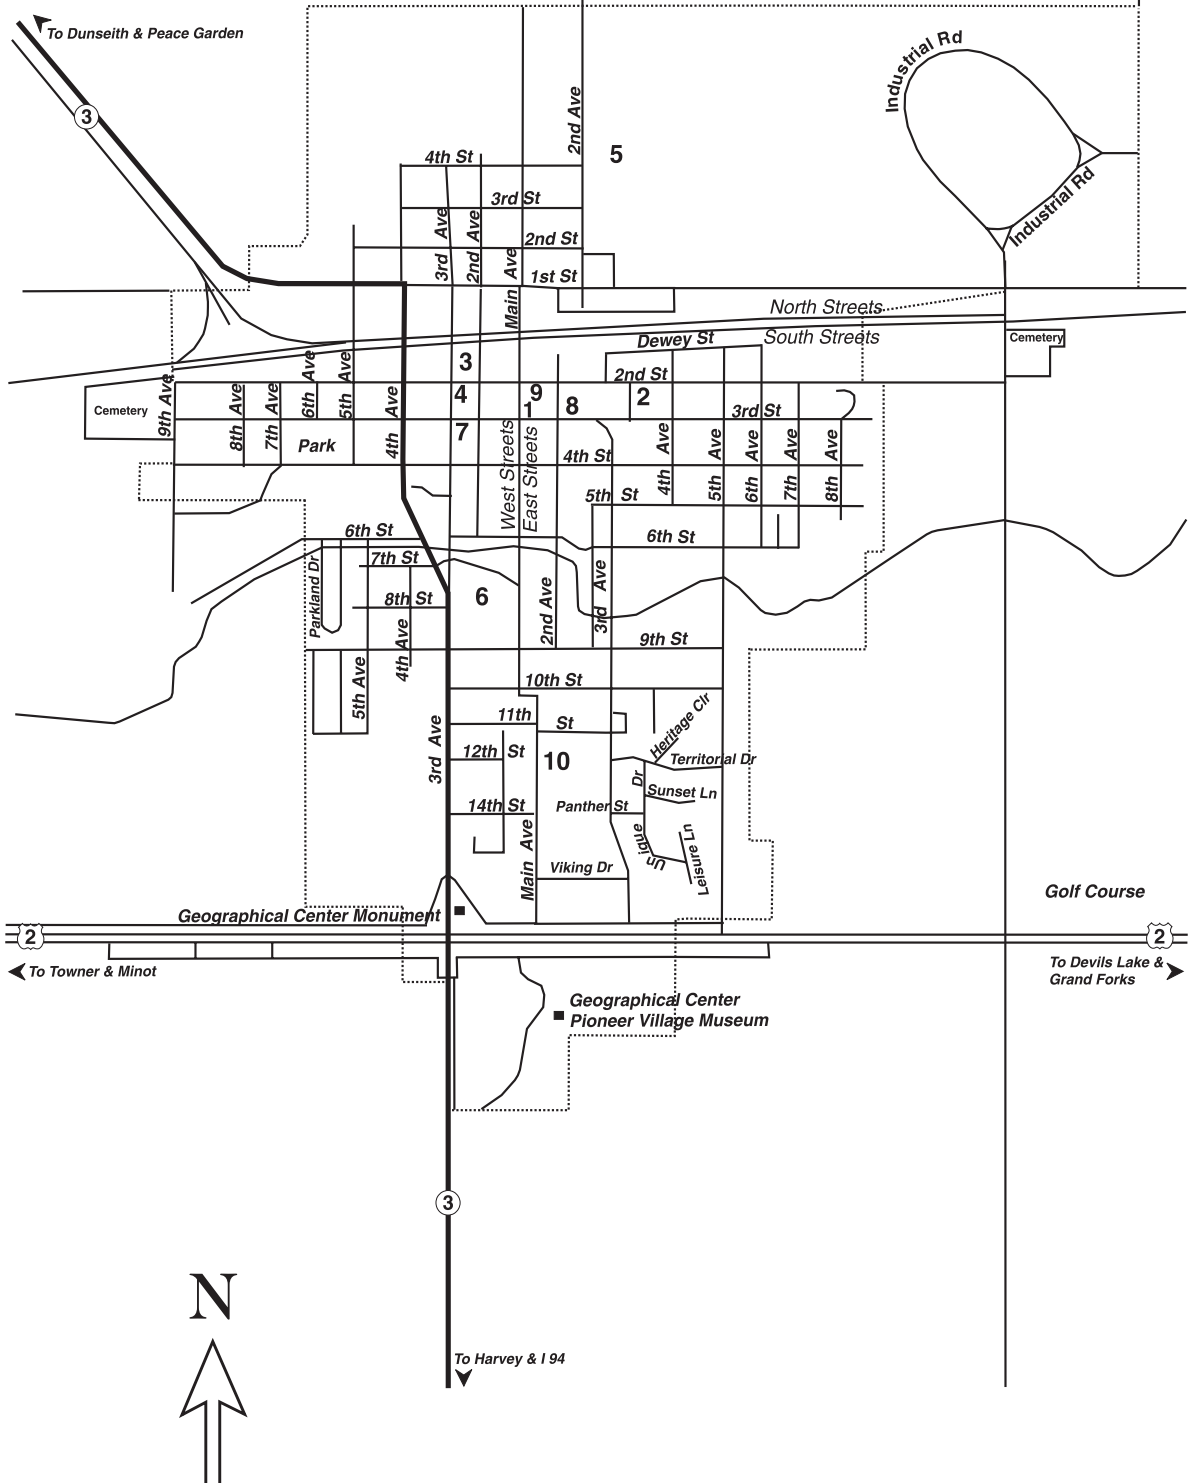 To Dunseith & Peace Garden
Industrial Rd
3
2nd Ave
5
4th St
3rd St
Industrial Rd
3rd Ave
2nd Ave
2nd St
Main Ave
1st St
North Streets
South Streets
Dewey St
Cemetery
3
6th Ave
5th Ave
2nd St
9th Ave
8th Ave
7th Ave
4th Ave
4
9
1
8
2
3rd St
Cemetery
7
Park
West Streets
East Streets
4th St
4th Ave
5th Ave
6th Ave
7th Ave
8th Ave
5th St
6th St
6th St
7th St
Parkland Dr
8th St
6
2nd Ave
3rd Ave
4th Ave
9th St
5th Ave
10th St
11th St
Heritage Clr
3rd Ave
12th St
10
Territorial Dr
Sunset Ln
14th St
Panther St
Unique Dr
Leisure Ln
Main Ave
Viking Dr
Golf Course
Geographical Center Monument
2
2
To Towner & Minot
To Devils Lake &
Grand Forks
Geographical Center
Pioneer Village Museum
3
N
To Harvey & I 94